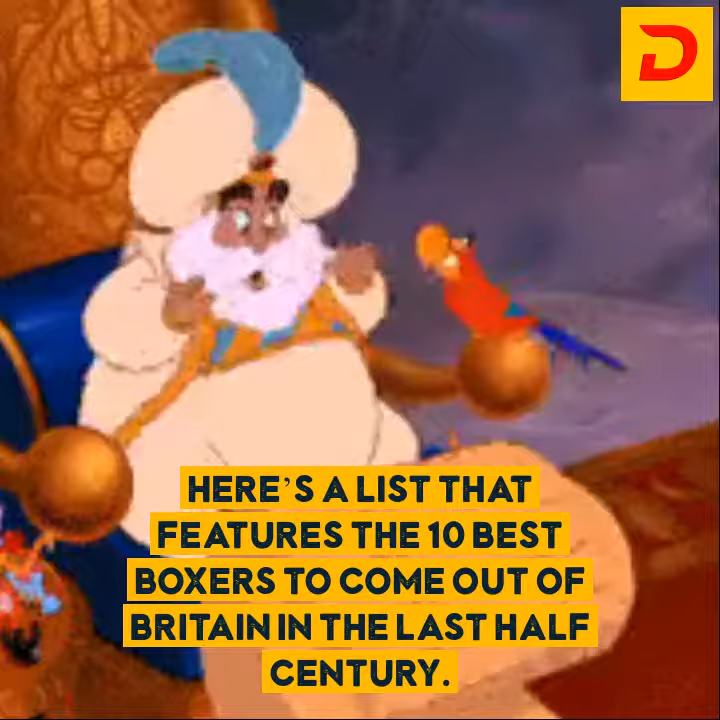 D
HERE'S A LIST THAT
FEATURES THE 10 BEST
BOXERS TO COME OUT OF
BRITAIN IN THE LAST HALF
CENTURY.